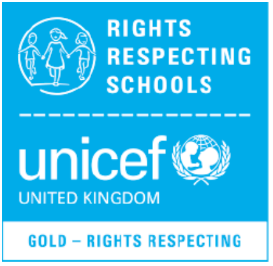 RIGHTS
RESPECTING
SCHOOLS
unicef
UNITED KINGDOM
GOLD – RIGHTS RESPECTING